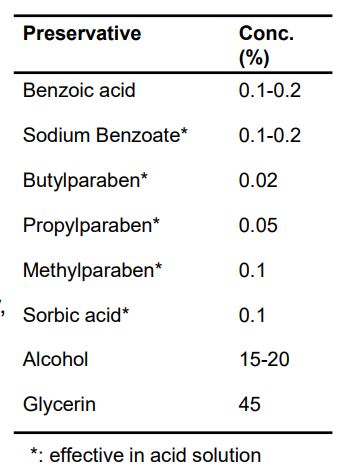 Preservative Conc.
(%)
Benzoic acid 0.1-0.2
Sodium Benzoate* 0.1-0.2
Butylparaben* 0.02
Propylparaben* 0.05
Methylparaben* 0.1
, Sorbic acid* 0.1
Alcohol 15-20
Glycerin 45
*: effective in acid solution